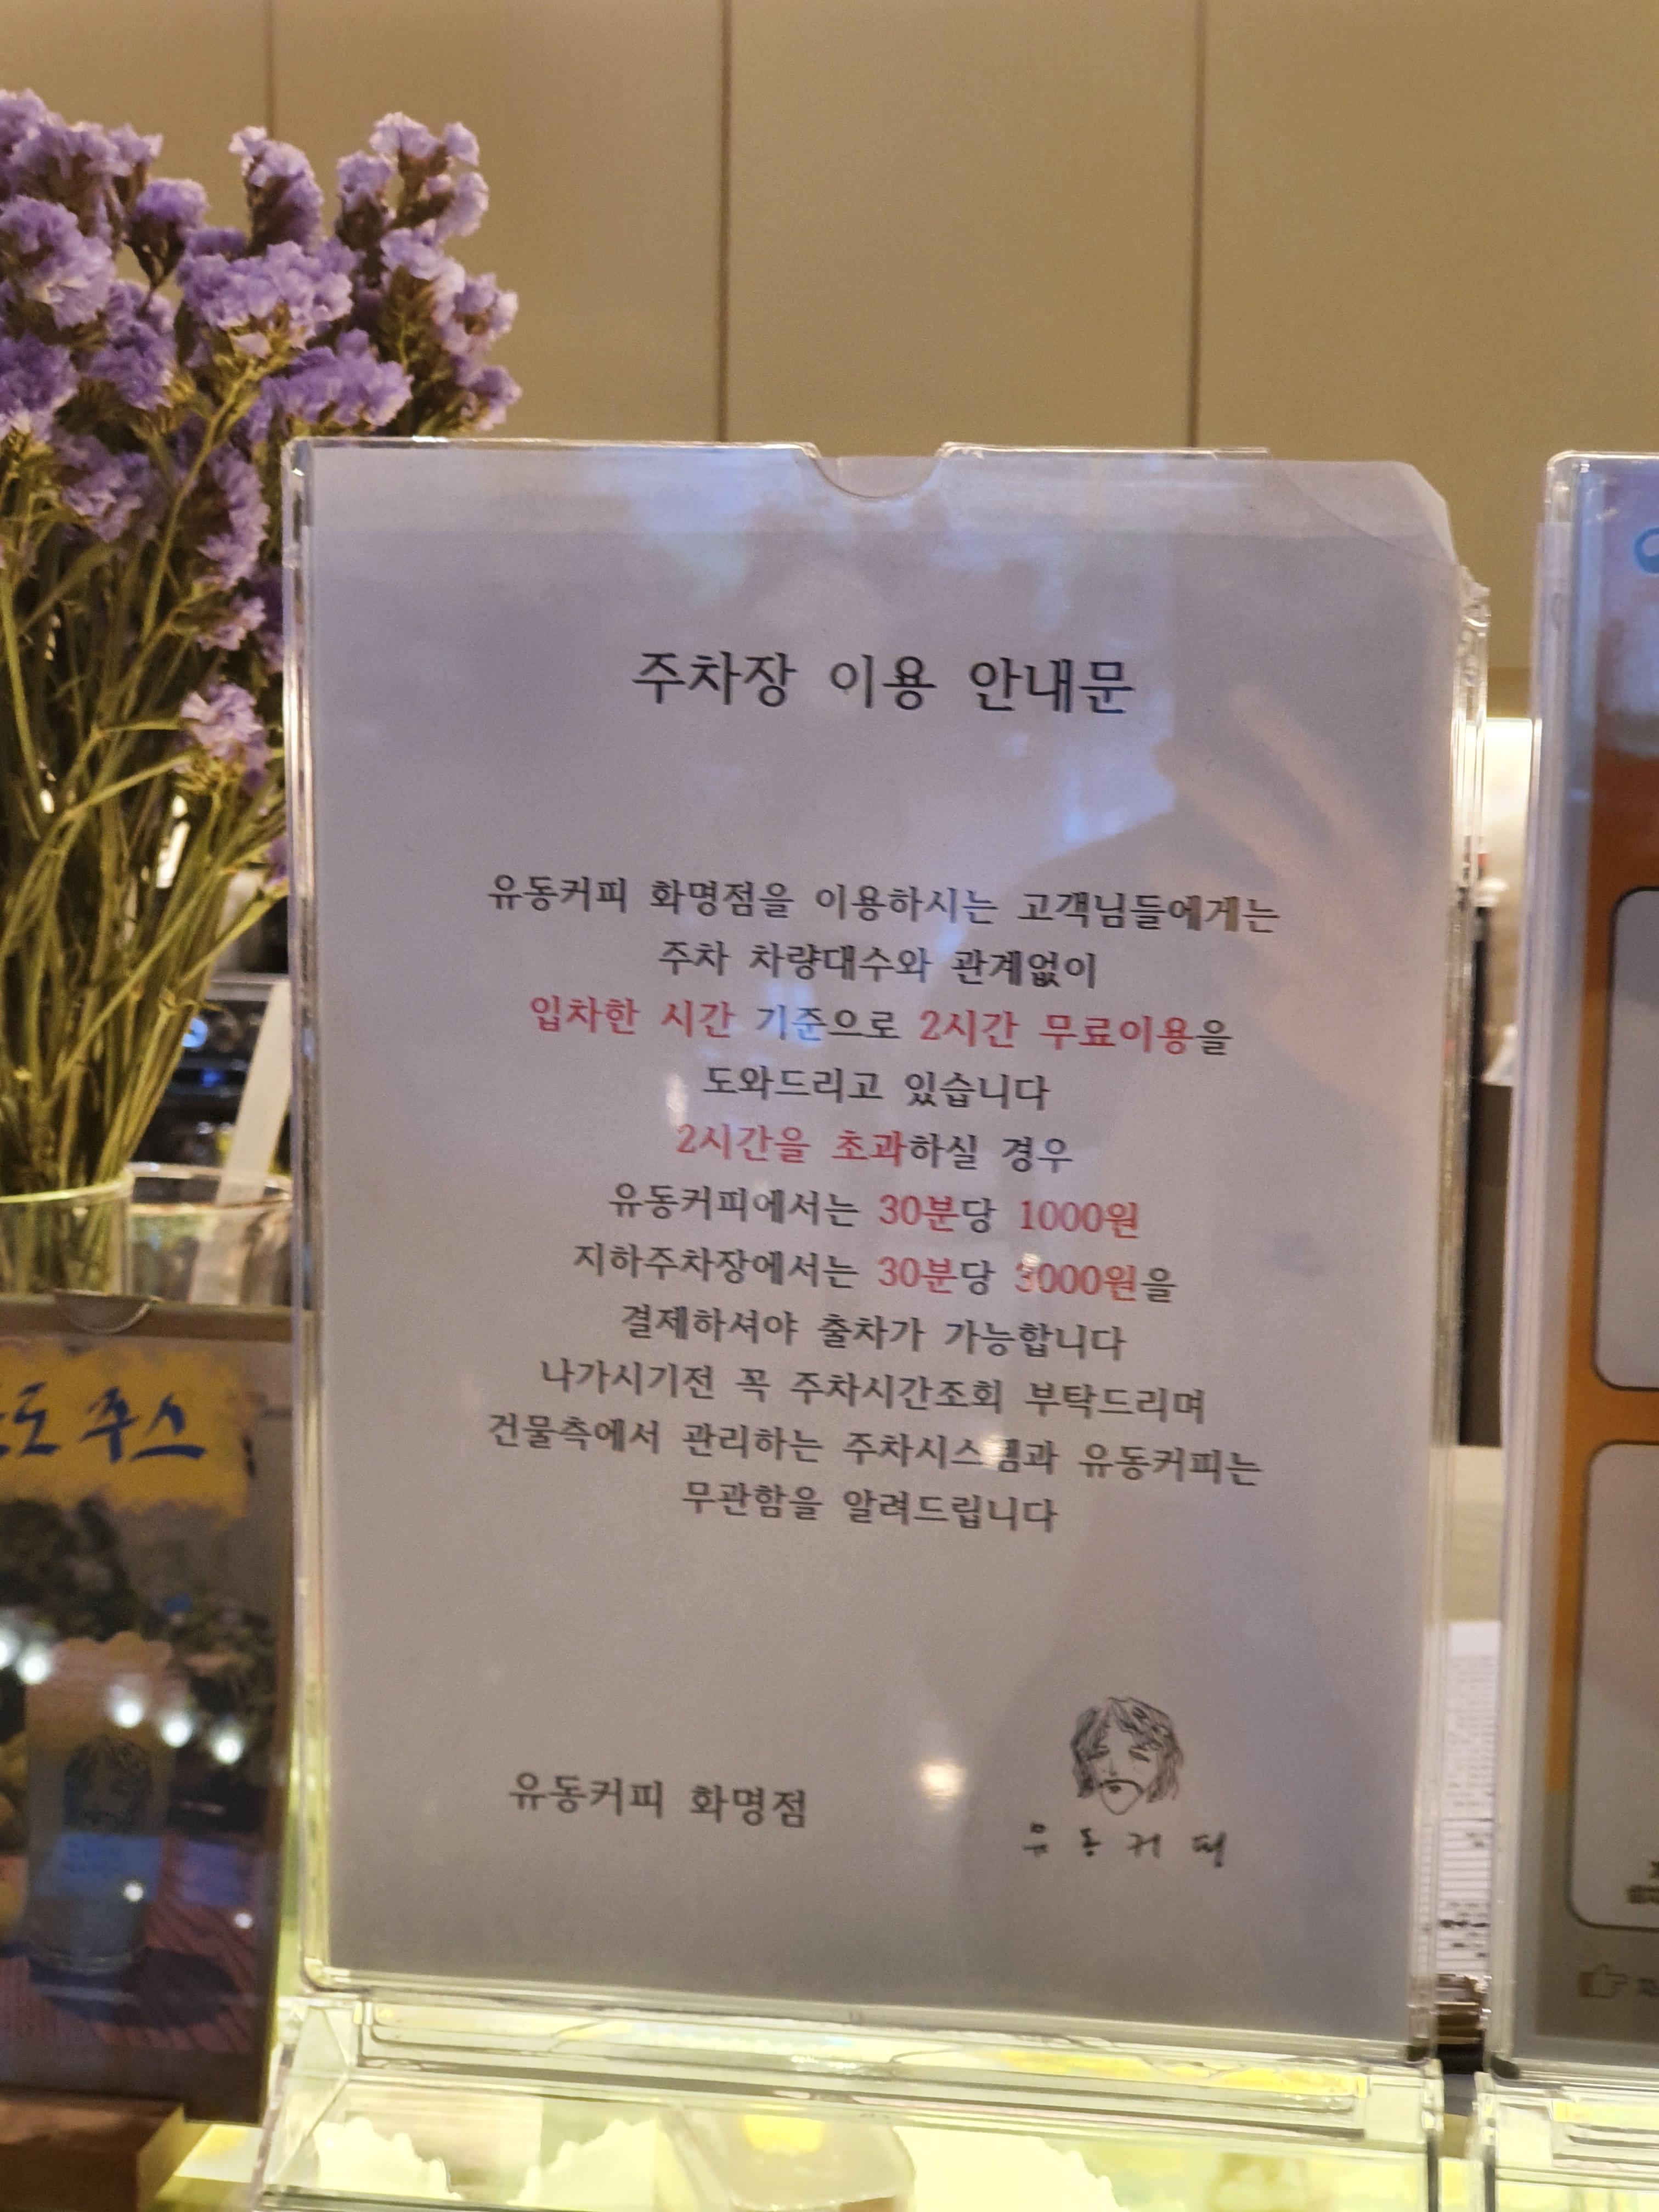 주차장 이용 안내문
유동커피 화명점을 이용하시는 고객님들에게는
주차 차량대수와 관계없이
입차한 시간 기준으로 2시간 무료이용을
도와드리고 있습니다
2시간을 초과하실 경우
유동커피에서는 30분당 1000원
지하주차장에서는 30분당 3000원을
결제하셔야 출차가 가능합니다
나가시기전 꼭 주차시간조회 부탁드리며
건물측에서 관리하는 주차시스템과 유동커피는
무관함을 알려드립니다
유동커피 화명점
유동커피
도 쥬스